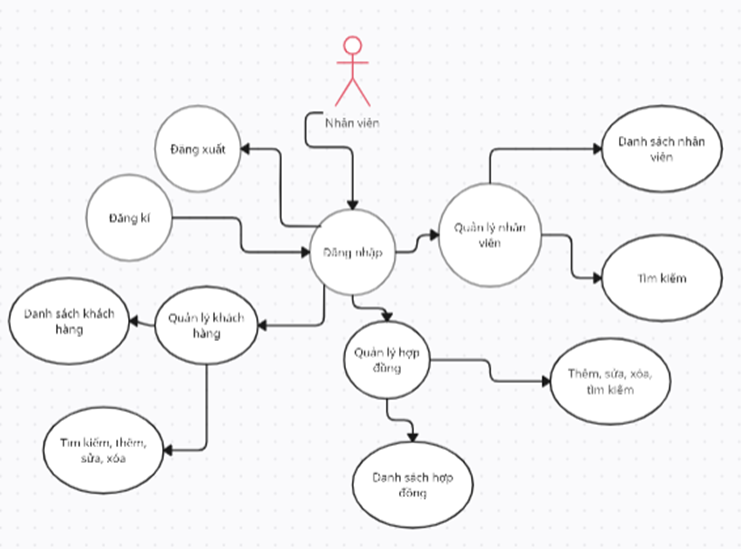 Nhân viên
Đăng xuất
Danh sách nhân
viên
Đăng kí
Quản lý nhân
viên
Đăng nhập
Tìm kiếm
Danh sách khách
hàng
Quản lý khách
hàng
Quản lý hợp
đồng
Thêm, sửa, xóa,
tìm kiếm
Tìm kiếm, thêm,
sửa, xóa
Danh sách hợp
đồng